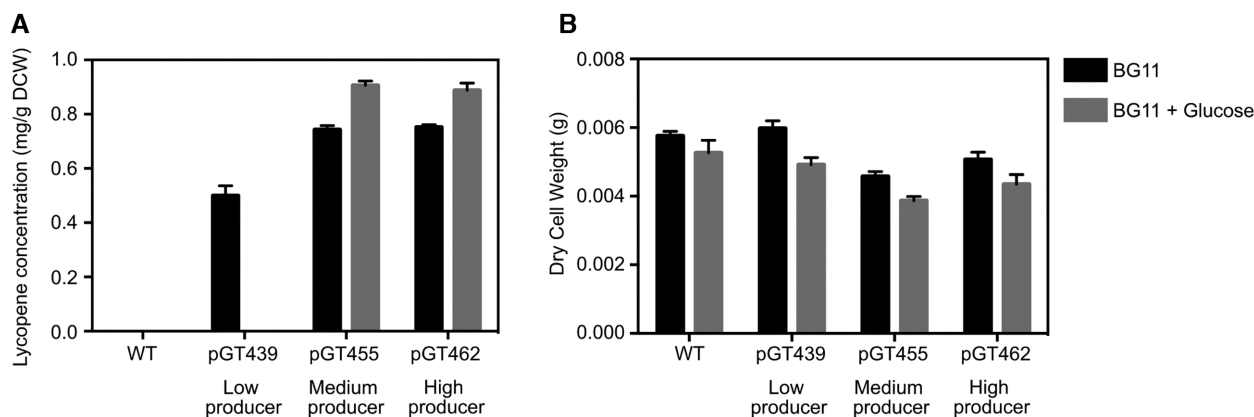 A
Lycopene concentration (mg/g DCW)
1.0
0.8
0.6
0.4
0.2
0.0
WT
pGT439
pGT455
pGT462
Low
producer
Medium
producer
High
producer
B
Dry Cell Weight (g)
0.008
0.006
0.004
0.002
0.000
WT
pGT439
pGT455
pGT462
Low
producer
Medium
producer
High
producer
BG11
BG11 + Glucose